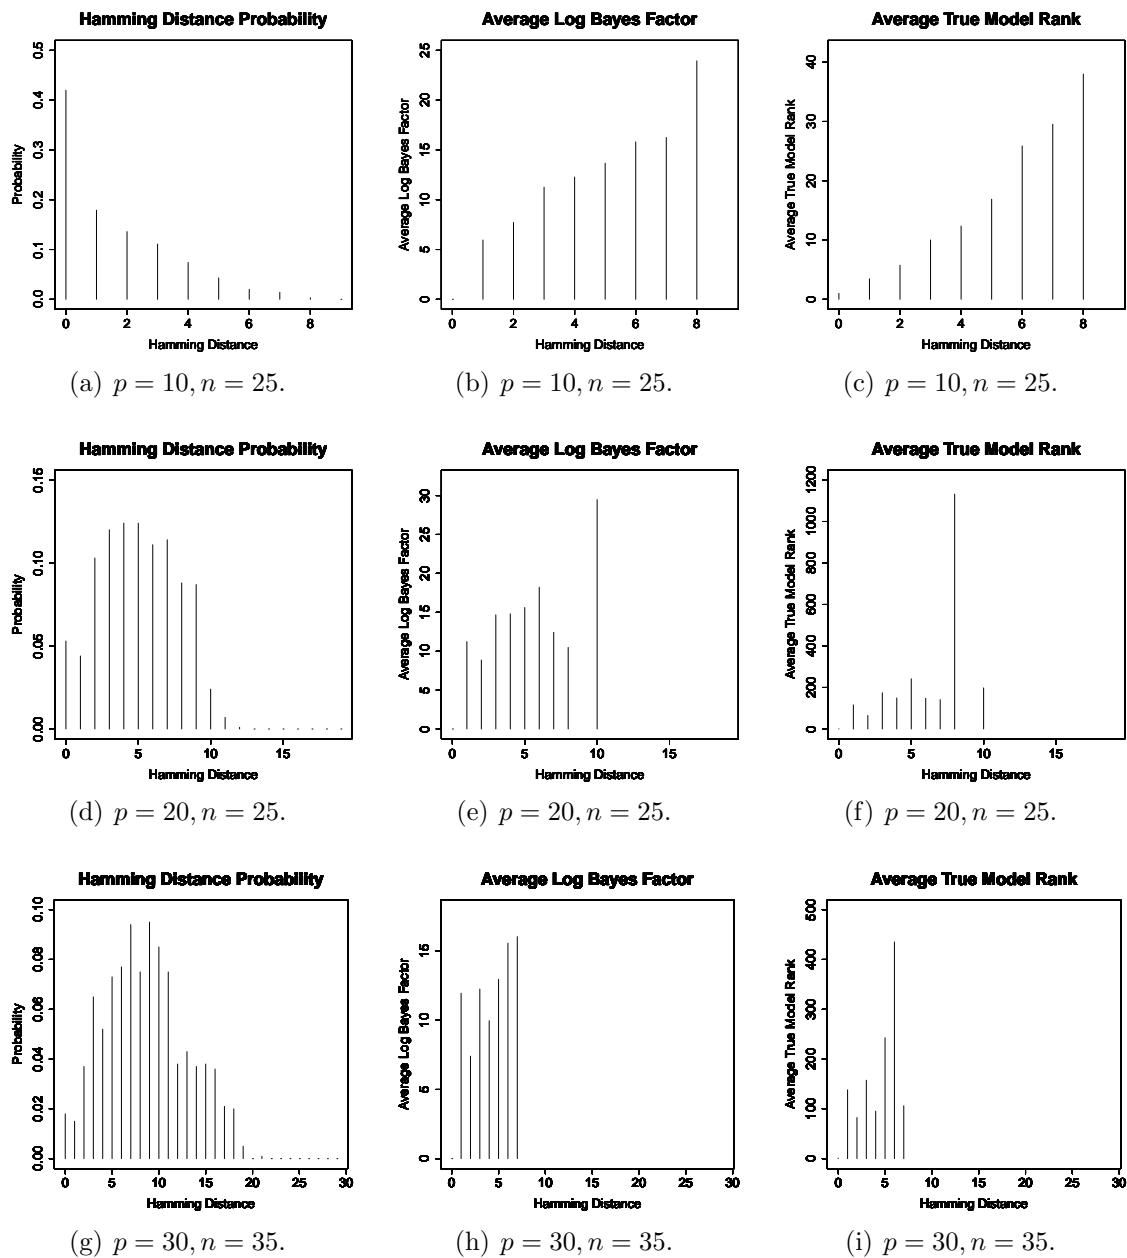 Hamming Distance Probability
Probability
0.0 0.1 0.2 0.3 0.4 0.5
0 2 4 6 8
Hamming Distance
(a) p = 10, n = 25.
Average Log Bayes Factor
Average Log Bayes Factor
0 5 10 15 20 25
0 2 4 6 8
Hamming Distance
(b) p = 10, n = 25.
Average True Model Rank
Average True Model Rank
0 10 20 30 40
0 2 4 6 8
Hamming Distance
(c) p = 10, n = 25.
Hamming Distance Probability
Probability
0.00 0.05 0.10 0.15
0 5 10 15
Hamming Distance
(d) p = 20, n = 25.
Average Log Bayes Factor
Average Log Bayes Factor
0 5 10 15 20 25 30
0 5 10 15
Hamming Distance
(e) p = 20, n = 25.
Average True Model Rank
Average True Model Rank
0 200 400 600 800 1000 1200
0 5 10 15
Hamming Distance
(f) p = 20, n = 25.
Hamming Distance Probability
Probability
0.00 0.02 0.04 0.06 0.08 0.10
0 5 10 15 20 25 30
Hamming Distance
(g) p = 30, n = 35.
Average Log Bayes Factor
Average Log Bayes Factor
0 5 10 15
0 5 10 15 20 25 30
Hamming Distance
(h) p = 30, n = 35.
Average True Model Rank
Average True Model Rank
0 100 200 300 400 500
0 5 10 15 20 25 30
Hamming Distance
(i) p = 30, n = 35.